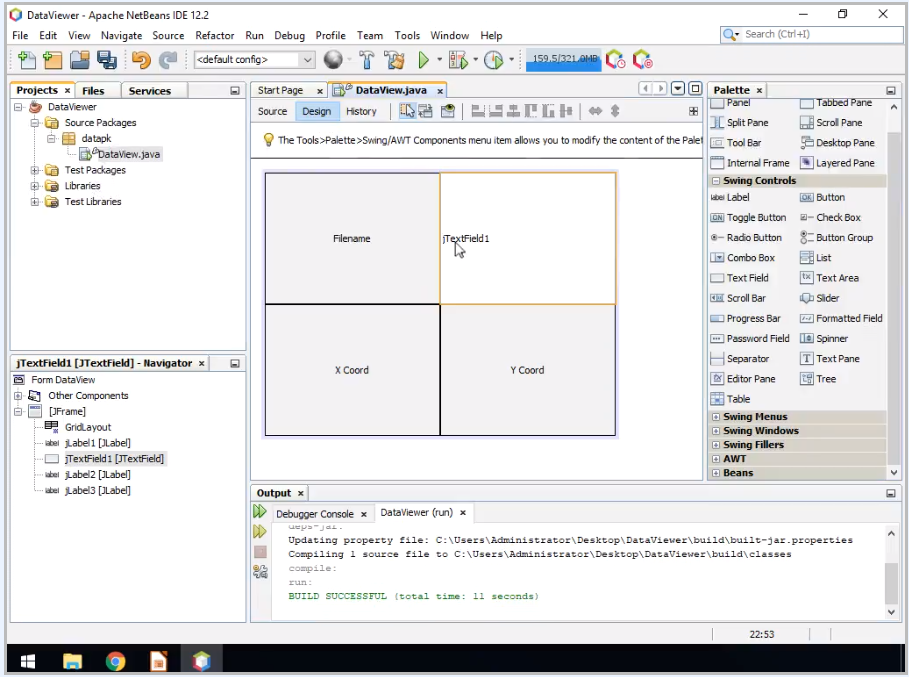 DataViewer - Apache NetBeans IDE 12.2
File Edit View Navigate Source Refactor Run Debug Profile Team Tools Window Help
Search (Ctrl+I)
<default config>
159.5/321.0MB
Projects Files Services
DataViewer
Source Packages
datapk
DataView.java
Test Packages
Libraries
Test Libraries
jTextField1 [JTextField] - Navigator
Form DataView
Other Components
[JFrame]
GridLayout
jLabel1 [JLabel]
jTextField1 [JTextField]
jLabel2 [JLabel]
jLabel3 [JLabel]
Start Page DataView.java
Source Design History
The Tools>Palette>Swing/AWT Components menu item allows you to modify the content of the Palet
Filename
jTextField1
X Coord
Y Coord
Palette
Panel Tabbed Pane
Split Pane Scroll Pane
Tool Bar Desktop Pane
Internal Frame Layered Pane
Swing Controls
label Label OK Button
ON Toggle Button Check Box
Radio Button Button Group
Combo Box List
Text Field Text Area
Scroll Bar Slider
Progress Bar Formatted Field
Password Field Spinner
Separator T Text Pane
Editor Pane Tree
Table
Swing Menus
Swing Windows
Swing Fillers
AWT
Beans
Output
Debugger Console DataViewer (run)
deps-jar:
Updating property file: C:\Users\Administrator\Desktop\DataViewer\build\built-jar.properties
Compiling 1 source file to C:\Users\Administrator\Desktop\DataViewer\build\classes
compile:
run:
BUILD SUCCESSFUL (total time: 11 seconds)
22:53